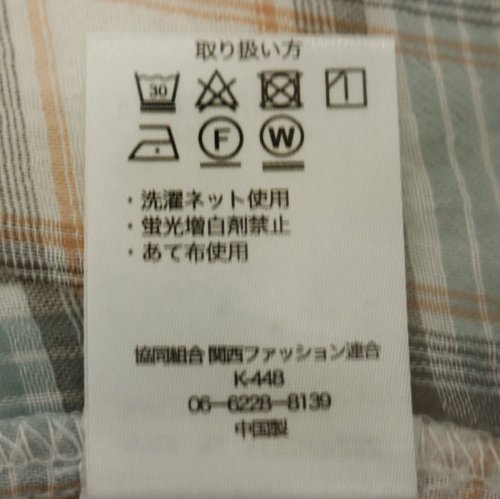 取り扱い方
30
F W
・洗濯ネット使用
・蛍光増白剤禁止
・あて布使用
協同組合 関西ファッション連合
K-448
06-6228-8139
中国製